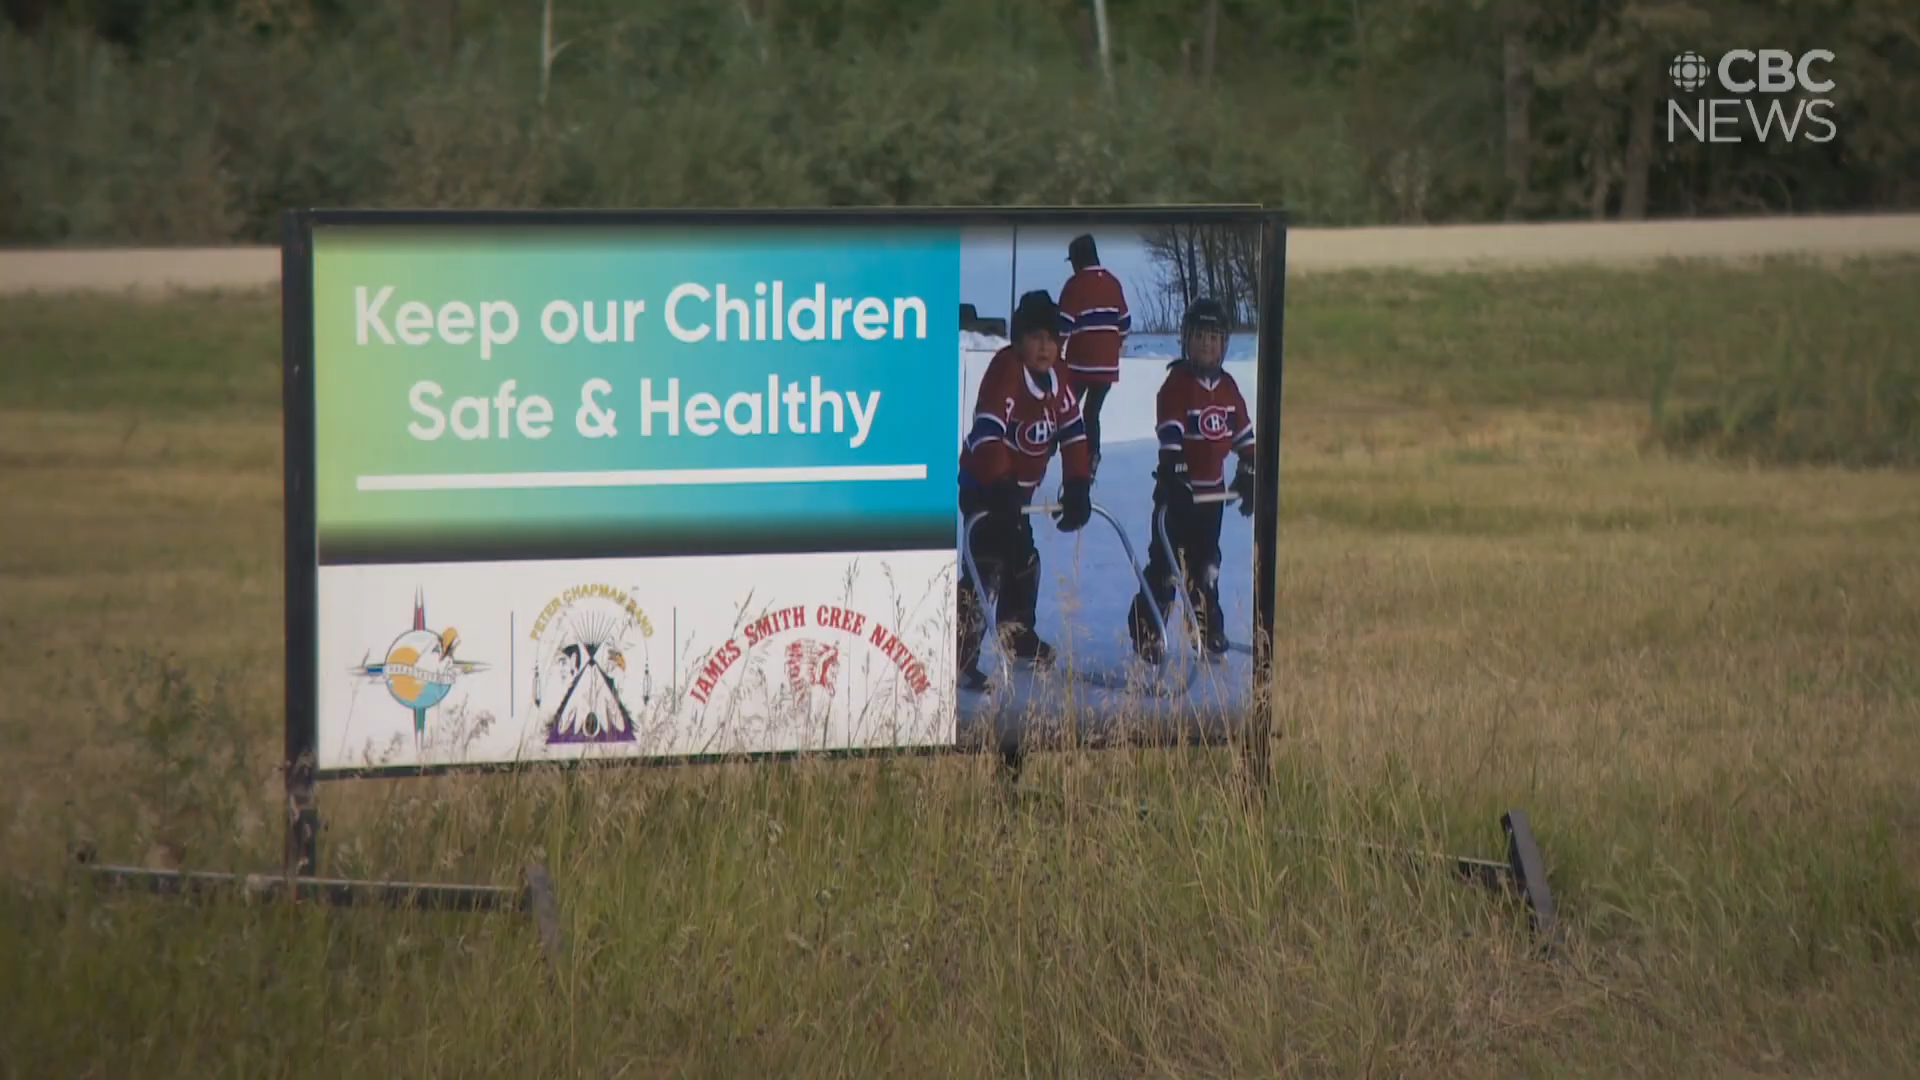 CBC
NEWS
Keep our Children
Safe & Healthy
PETER CHAPMAN BAND
JAMES SMITH CREE NATION